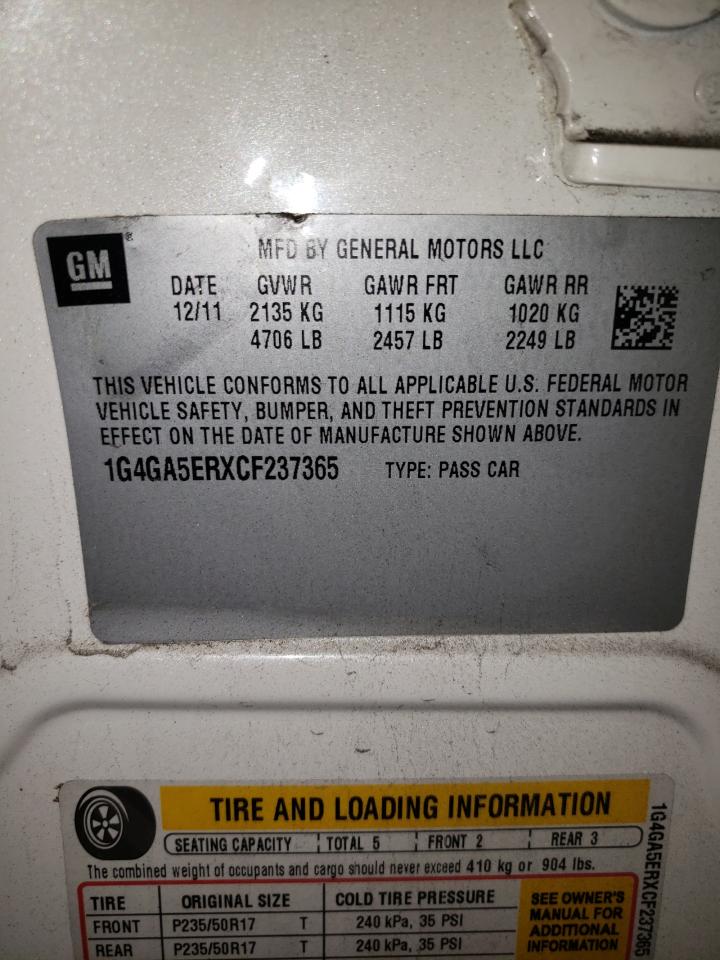 GM ®
MFD BY GENERAL MOTORS LLC
DATE GVWR GAWR FRT GAWR RR
12/11 2135 KG 1115 KG 1020 KG
4706 LB 2457 LB 2249 LB
THIS VEHICLE CONFORMS TO ALL APPLICABLE U.S. FEDERAL MOTOR
VEHICLE SAFETY, BUMPER, AND THEFT PREVENTION STANDARDS IN
EFFECT ON THE DATE OF MANUFACTURE SHOWN ABOVE.
1G4GA5ERXCF237365 TYPE: PASS CAR
TIRE AND LOADING INFORMATION
SEATING CAPACITY TOTAL 5 FRONT 2 REAR 3
The combined weight of occupants and cargo should never exceed 410 kg or 904 lbs.
TIRE ORIGINAL SIZE COLD TIRE PRESSURE
FRONT P235/50R17 T 240 kPa, 35 PSI
REAR P235/50R17 T 240 kPa, 35 PSI
SEE OWNER'S
MANUAL FOR
ADDITIONAL
INFORMATION
1G4GA5ERXCF237365